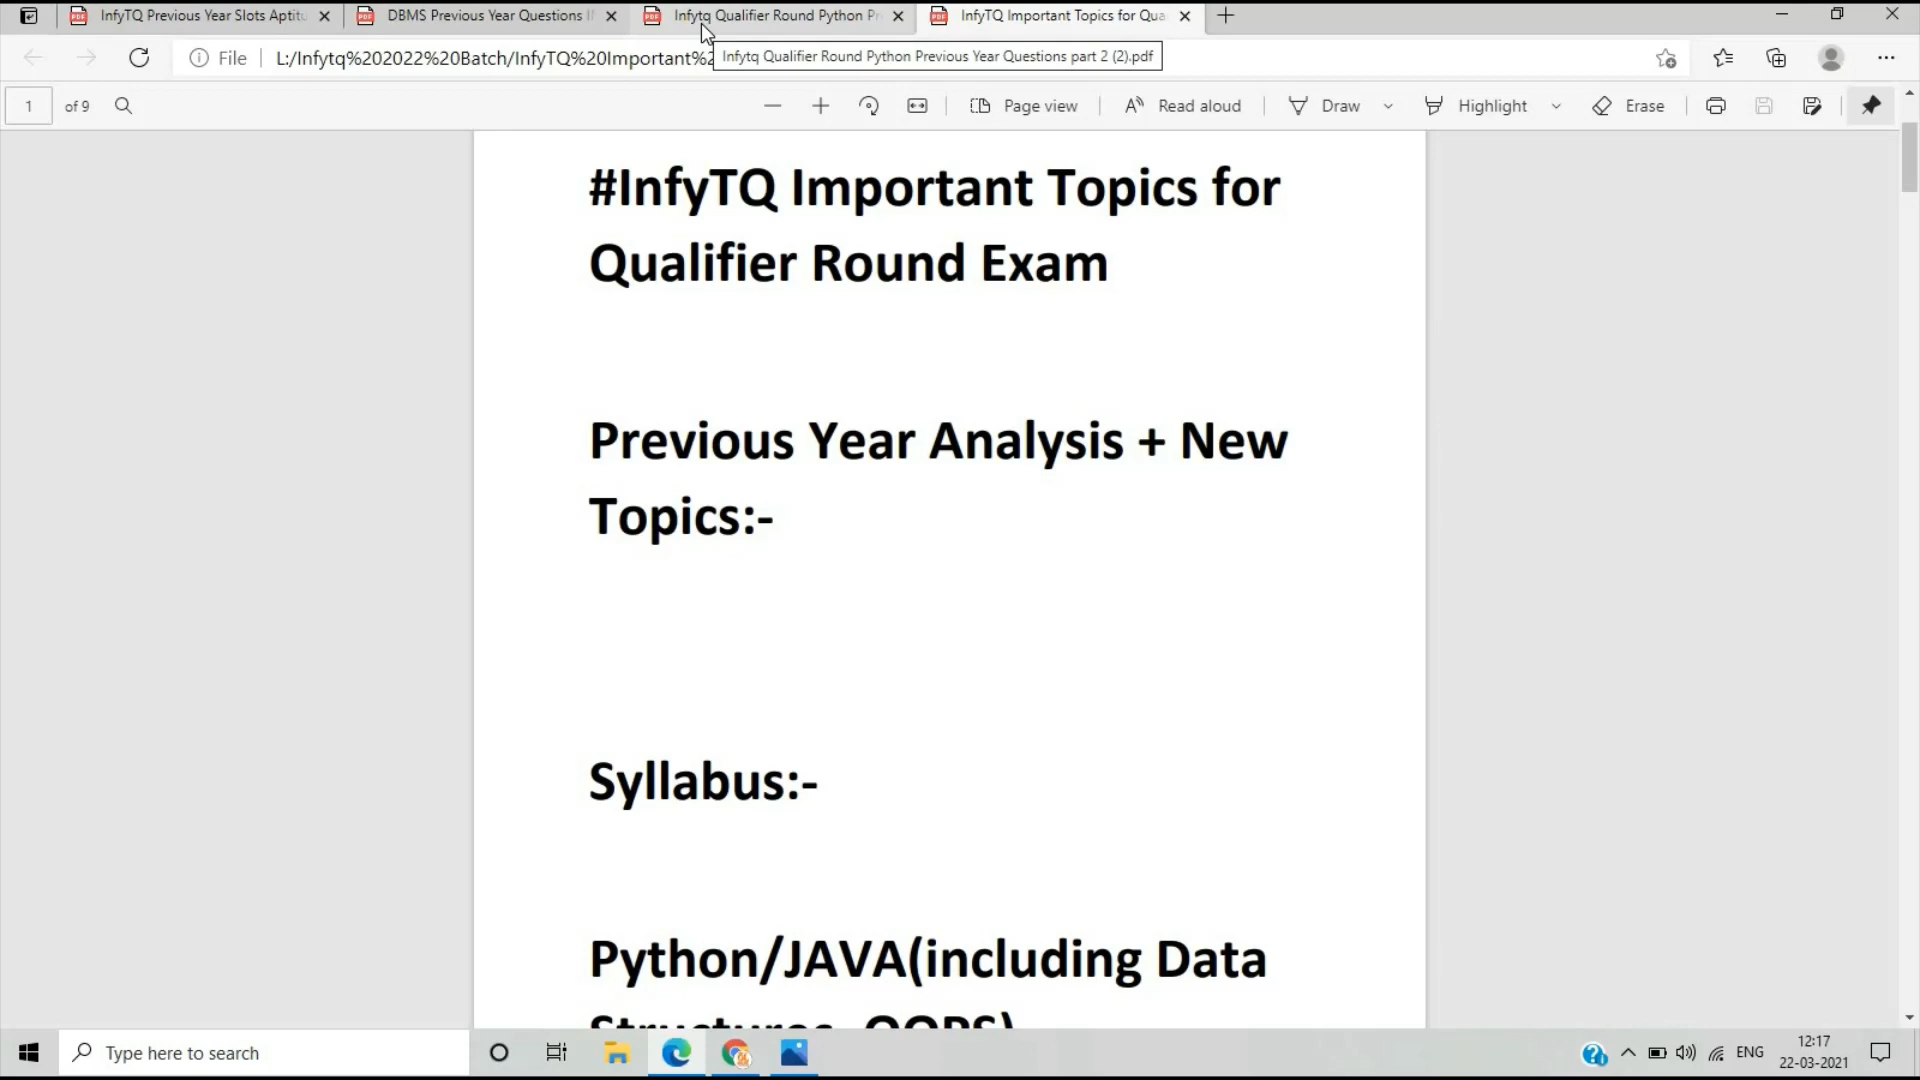 InfyTQ Previous Year Slots Aptitu
DBMS Previous Year Questions I
Infytq Qualifier Round Python Pr
InfyTQ Important Topics for Qua
File
L:/Infytq%202022%20Batch/InfyTQ%20Important%2
Infytq Qualifier Round Python Previous Year Questions part 2 (2).pdf
1 of 9
Page view
Read aloud
Draw
Highlight
Erase
#InfyTQ Important Topics for
Qualifier Round Exam
Previous Year Analysis + New
Topics:-
Syllabus:-
Python/JAVA(including Data
Structures, OOPS)
Type here to search
ENG
12:17
22-03-2021